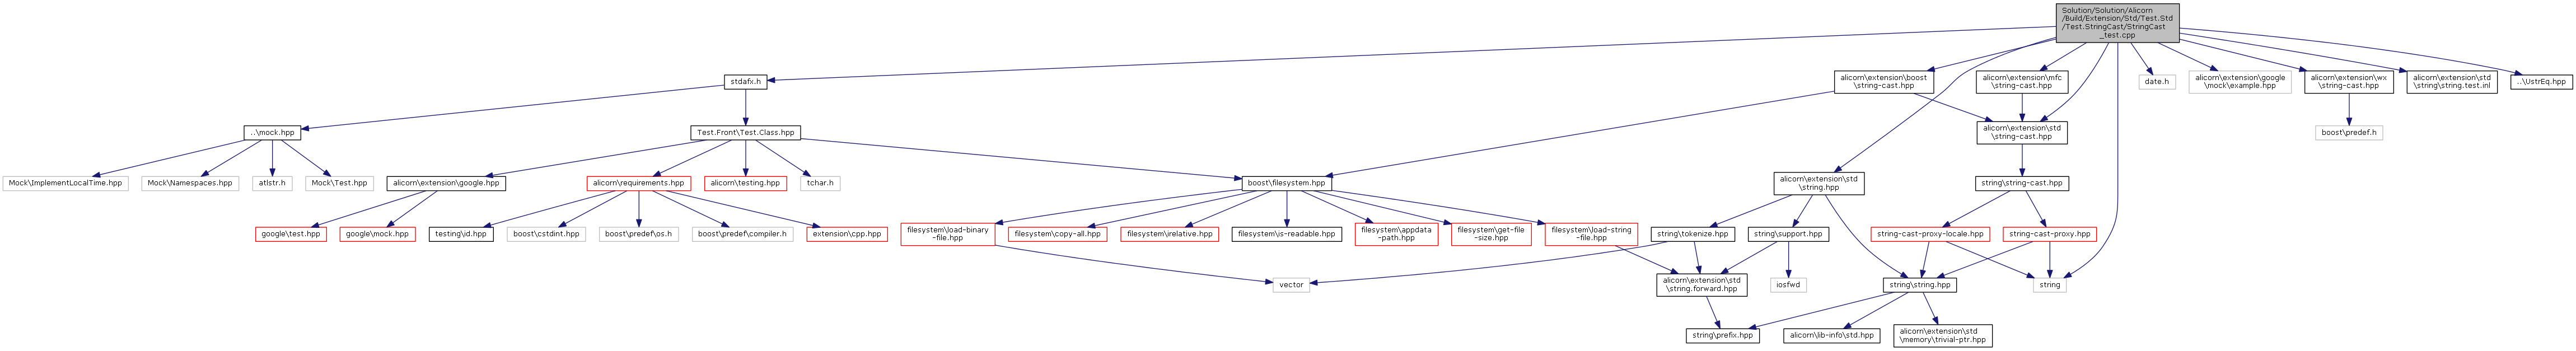 Solution/Solution/Alicorn
/Build/Extension/Std/Test.Std
/Test.StringCast/StringCast
_test.cpp
stdafx.h
alicorn\extension\boost
\string-cast.hpp
alicorn\extension\mfc
\string-cast.hpp
date.h
alicorn\extension\google
\mock\example.hpp
alicorn\extension\wx
\string-cast.hpp
alicorn\extension\std
\string\string.test.inl
..\UstrEq.hpp
..\mock.hpp
Test.Front\Test.Class.hpp
alicorn\extension\std
\string-cast.hpp
boost\predef.h
Mock\ImplementLocalTime.hpp
Mock\Namespaces.hpp
atlstr.h
Mock\Test.hpp
alicorn\extension\google.hpp
alicorn\requirements.hpp
alicorn\testing.hpp
tchar.h
boost\filesystem.hpp
alicorn\extension\std
\string.hpp
string\string-cast.hpp
google\test.hpp
google\mock.hpp
testing\id.hpp
boost\cstdint.hpp
boost\predef\os.h
boost\predef\compiler.h
extension\cpp.hpp
filesystem\load-binary
-file.hpp
filesystem\copy-all.hpp
filesystem\irelative.hpp
filesystem\is-readable.hpp
filesystem\appdata
-path.hpp
filesystem\get-file
-size.hpp
filesystem\load-string
-file.hpp
string\tokenize.hpp
string\support.hpp
string-cast-proxy-locale.hpp
string-cast-proxy.hpp
vector
alicorn\extension\std
\string.forward.hpp
iosfwd
string\string.hpp
string
string\prefix.hpp
alicorn\lib-info\std.hpp
alicorn\extension\std
\memory\trivial-ptr.hpp